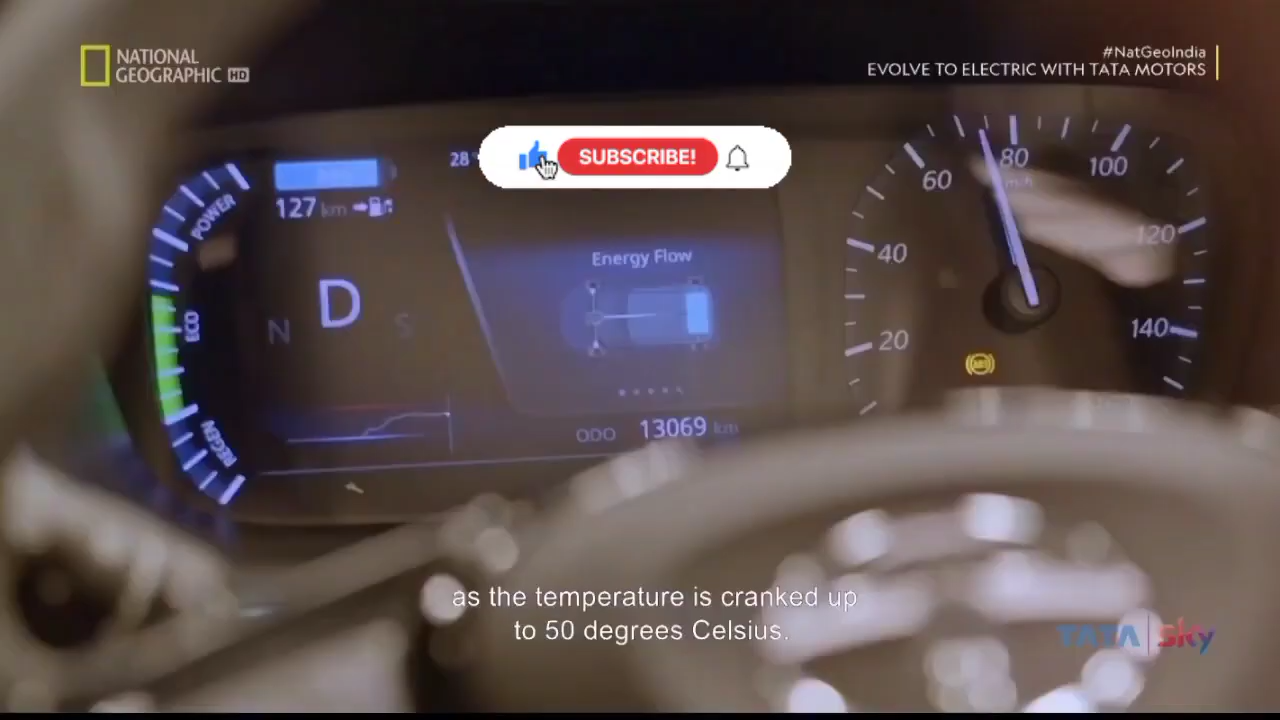 NATIONAL
GEOGRAPHIC HD
#NatGeoIndia
EVOLVE TO ELECTRIC WITH TATA MOTORS
28
SUBSCRIBE!
127 km
POWER
ECO
REGEN
N D S
Energy Flow
ODO 13069 km
20
40
60
80
100
120
140
ABS
as the temperature is cranked up
to 50 degrees Celsius.
TATA sky